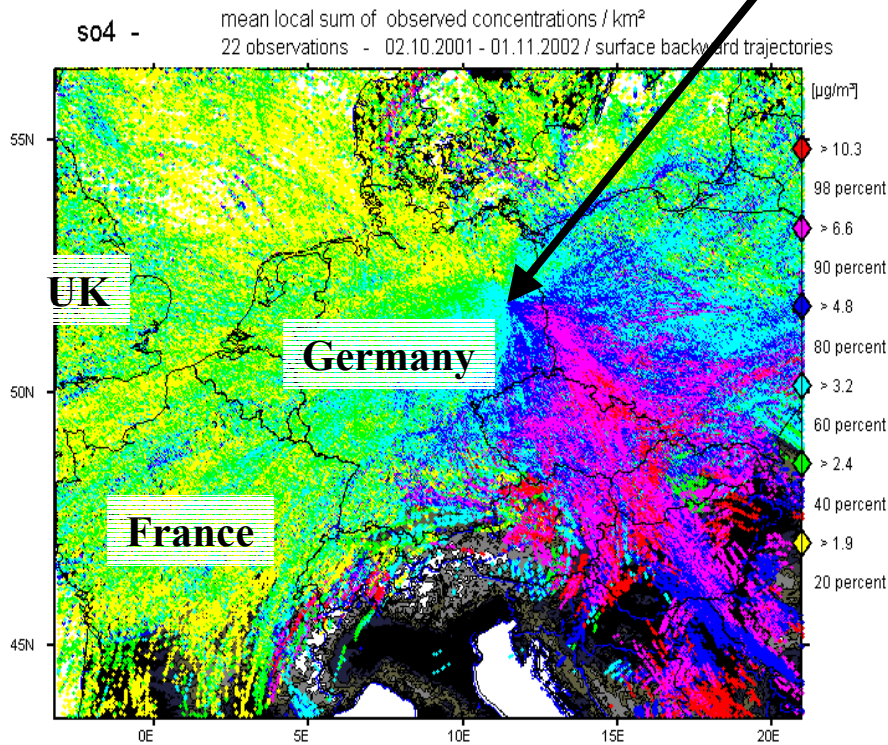 so4 -
mean local sum of observed concentrations / km²
22 observations - 02.10.2001 - 01.11.2002 / surface backward trajectories
[µg/m³]
55N
> 10.3
98 percent
> 6.6
90 percent
UK
> 4.8
Germany
80 percent
50N
> 3.2
60 percent
> 2.4
France
40 percent
> 1.9
20 percent
45N
0E
5E
10E
15E
20E